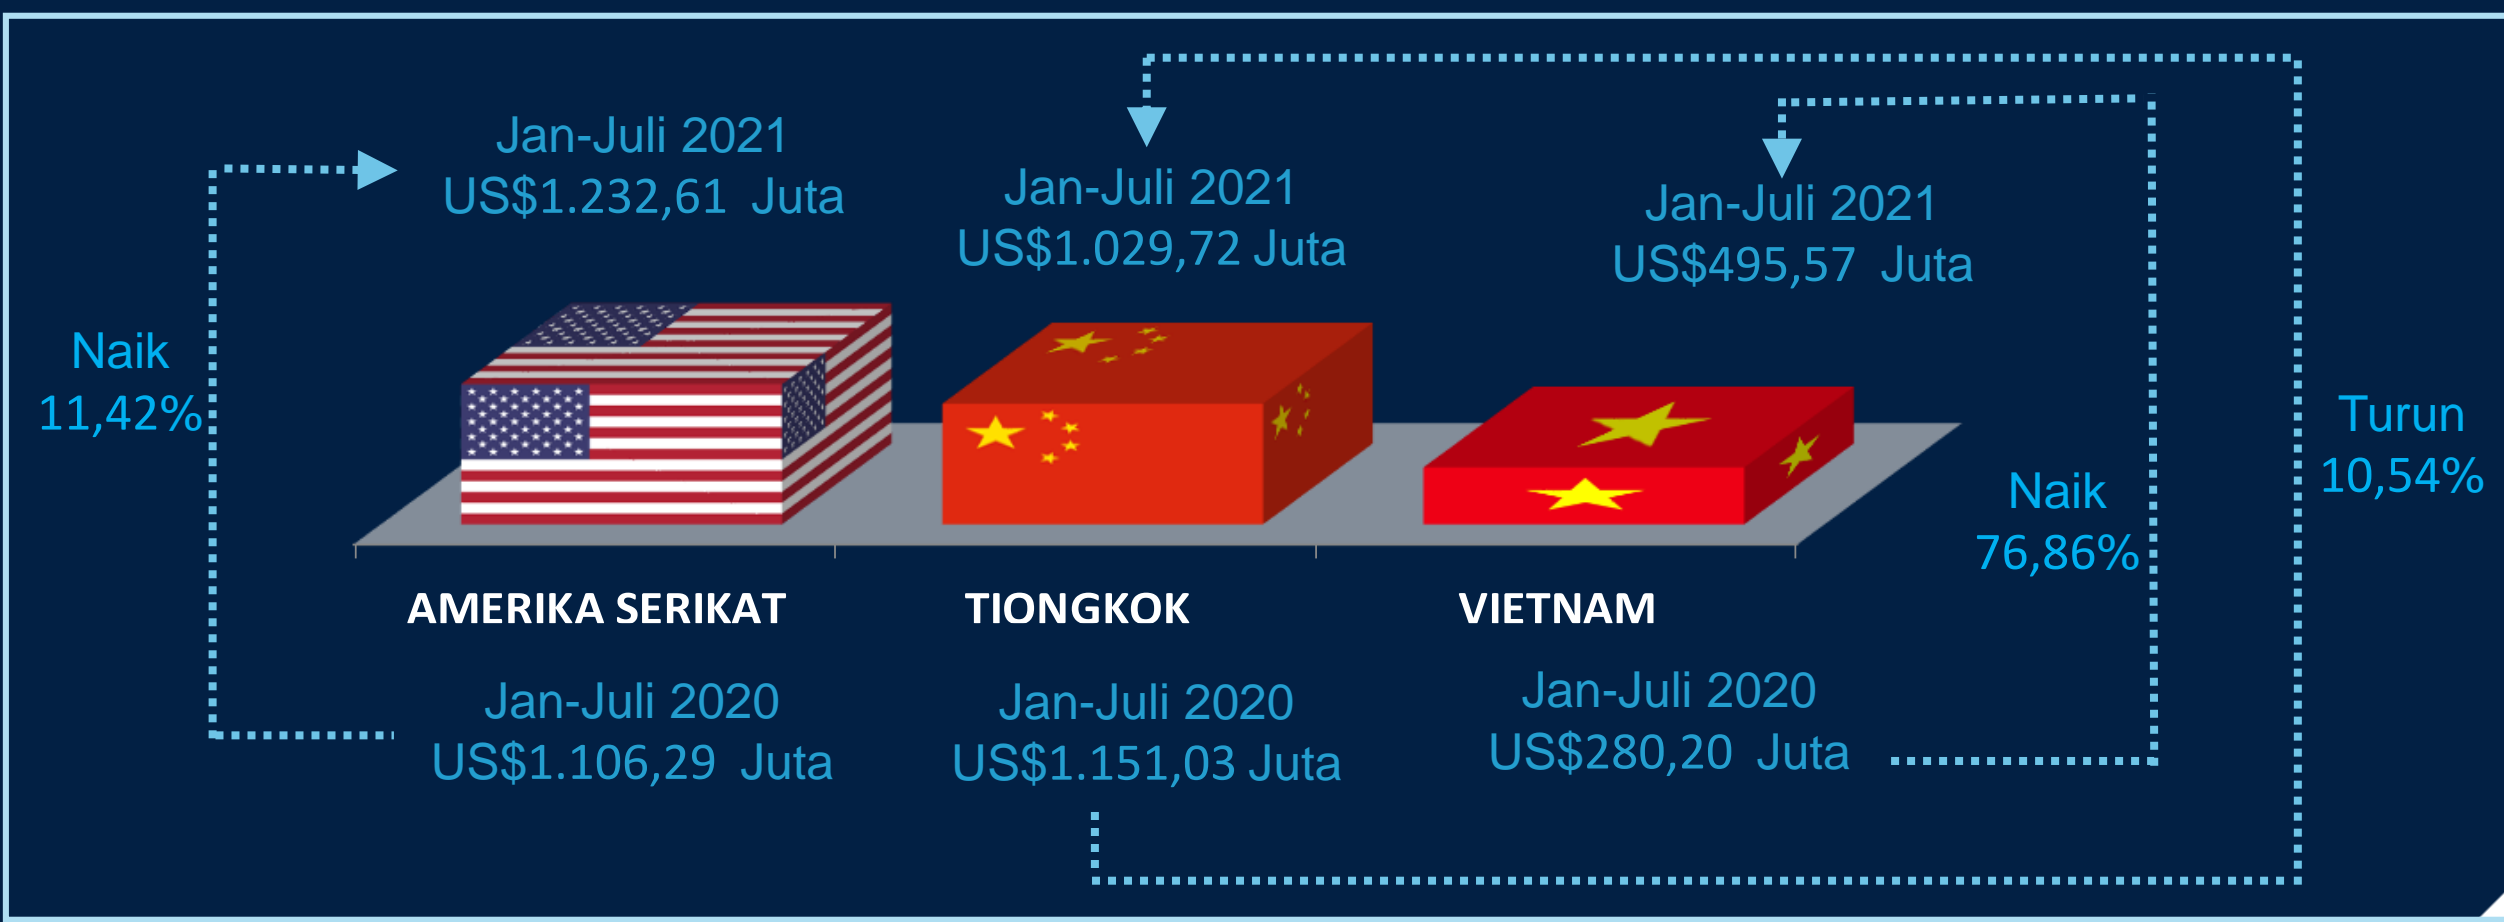 Jan-Juli 2021
US$1.232,61 Juta
Jan-Juli 2021
US$1.029,72 Juta
Jan-Juli 2021
US$495,57 Juta
Naik
11,42%
Turun
10,54%
Naik
76,86%
AMERIKA SERIKAT
TIONGKOK
VIETNAM
Jan-Juli 2020
US$1.106,29 Juta
Jan-Juli 2020
US$1.151,03 Juta
Jan-Juli 2020
US$280,20 Juta